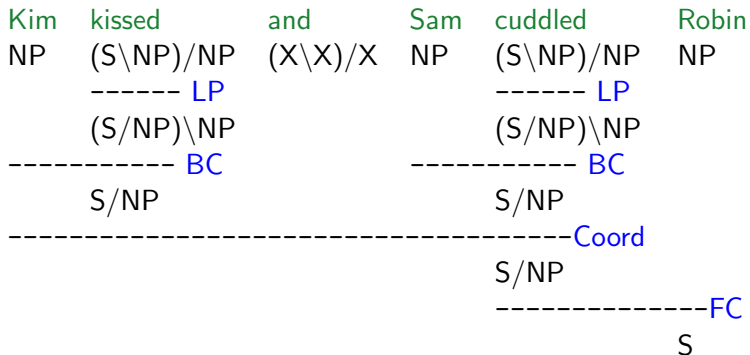 Kim kissed and Sam cuddled Robin
NP (S\NP)/NP (X\X)/X NP (S\NP)/NP NP
------ LP ------ LP
(S/NP)\NP (S/NP)\NP
----------- BC ----------- BC
S/NP S/NP
-------------------------------------Coord
S/NP
--------------FC
S